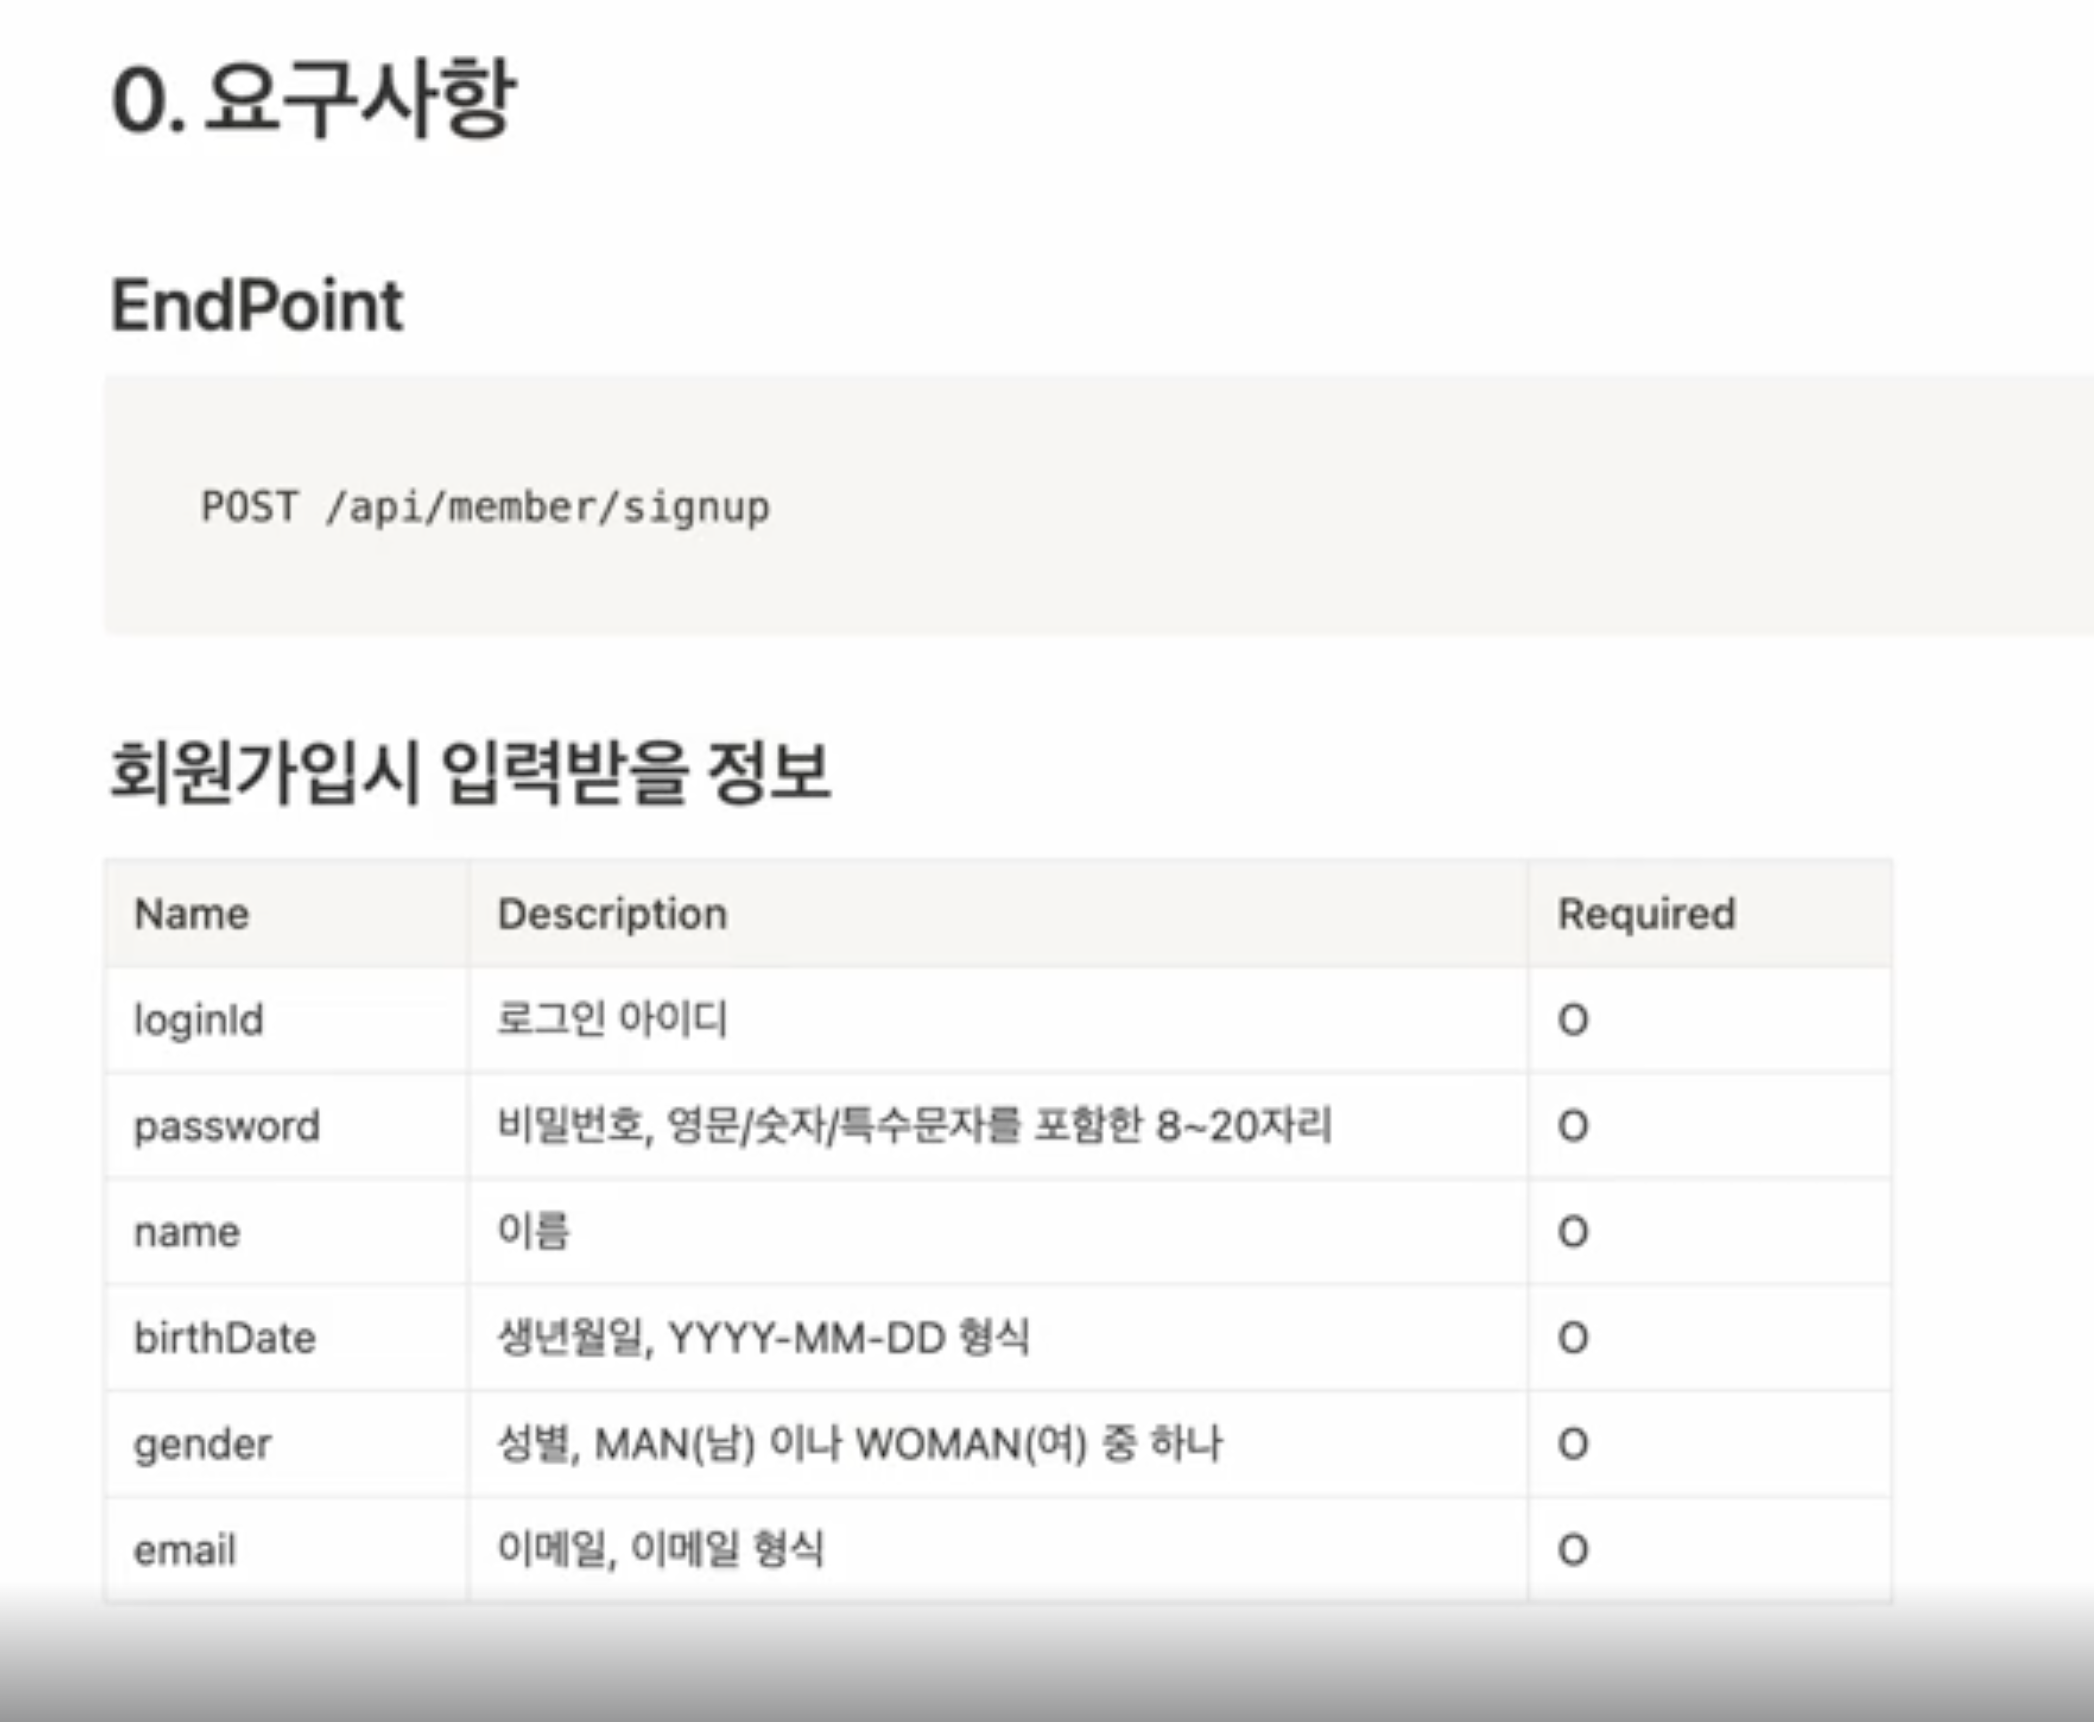 0. 요구사항
EndPoint
POST /api/member/signup
회원가입시 입력받을 정보
Name Description Required
loginId 로그인 아이디 O
password 비밀번호, 영문/숫자/특수문자를 포함한 8~20자리 O
name 이름 O
birthDate 생년월일, YYYY-MM-DD 형식 O
gender 성별, MAN(남) 이나 WOMAN(여) 중 하나 O
email 이메일, 이메일 형식 O